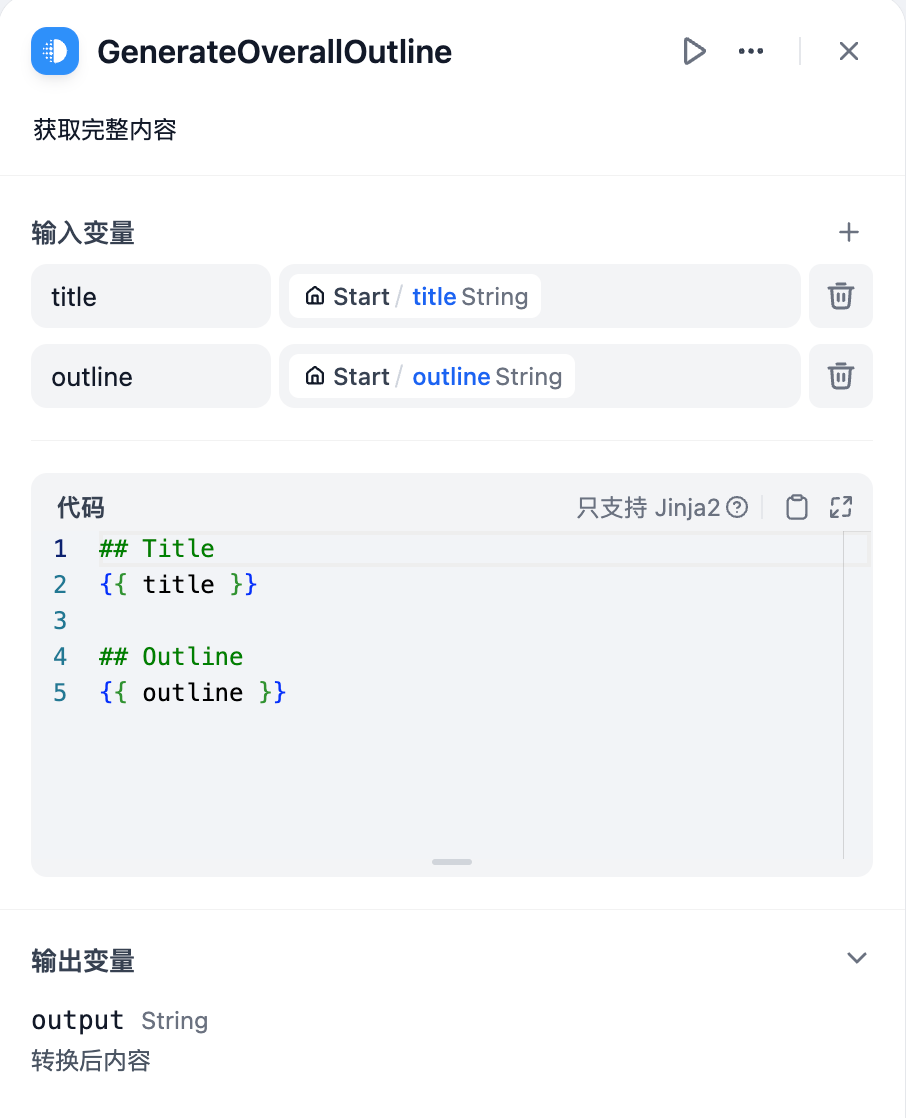 GenerateOverallOutline
获取完整内容
输入变量
title Start / title String
outline Start / outline String
代码 只支持 Jinja2
1 ## Title
2 {{ title }}
3
4 ## Outline
5 {{ outline }}
输出变量
output String
转换后内容